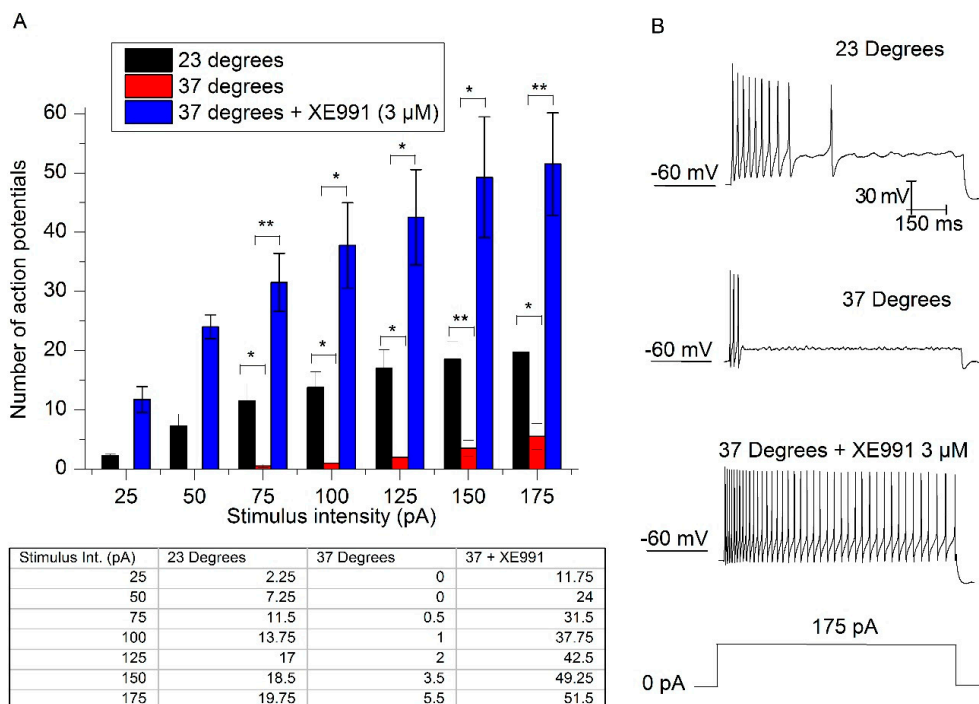 A
23 degrees
37 degrees
37 degrees + XE991 (3 µM)
Number of action potentials
60
50
40
30
20
10
0
** * * * **
* * * ** *
25 50 75 100 125 150 175
Stimulus intensity (pA)
Stimulus Int. (pA) 23 Degrees 37 Degrees 37 + XE991
25 2.25 0 11.75
50 7.25 0 24
75 11.5 0.5 31.5
100 13.75 1 37.75
125 17 2 42.5
150 18.5 3.5 49.25
175 19.75 5.5 51.5
B
23 Degrees
-60 mV
30 mV
150 ms
37 Degrees
-60 mV
37 Degrees + XE991 3 µM
-60 mV
175 pA
0 pA